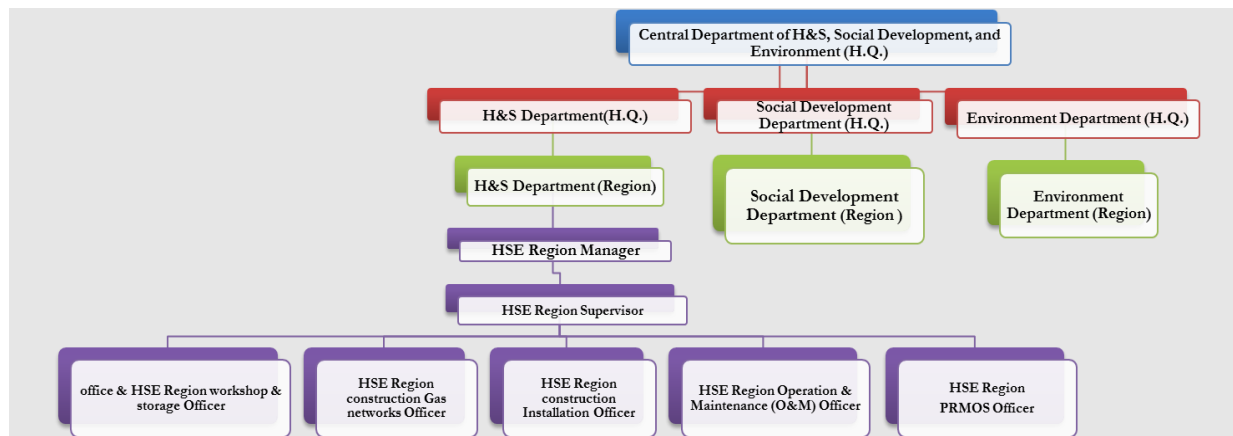 Central Department of H&S, Social Development, and
Environment (H.Q.)
H&S Department(H.Q.)
Social Development
Department (H.Q.)
Environment Department (H.Q.)
H&S Department (Region)
Social Development
Department (Region )
Environment
Department (Region)
HSE Region Manager
HSE Region Supervisor
office & HSE Region workshop &
storage Officer
HSE Region
construction Gas
networks Officer
HSE Region
construction
Installation Officer
HSE Region Operation &
Maintenance (O&M) Officer
HSE Region
PRMOS Officer